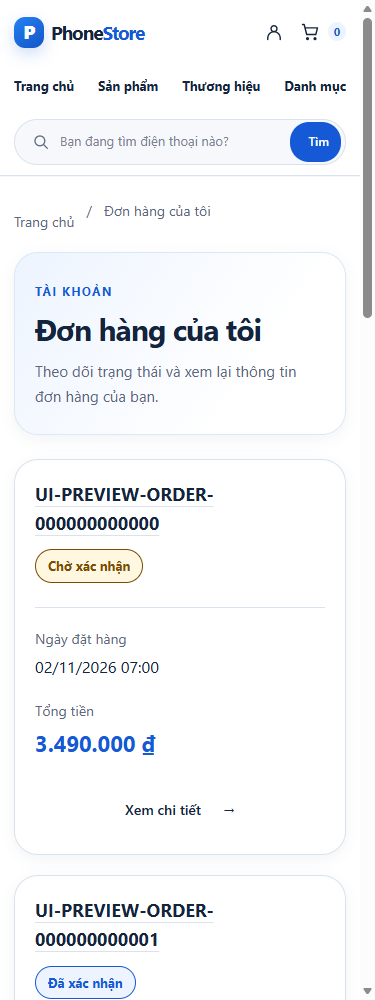 P PhoneStore 0
Trang chủ Sản phẩm Thương hiệu Danh mục
Bạn đang tìm điện thoại nào? Tìm
Trang chủ / Đơn hàng của tôi
TÀI KHOẢN
Đơn hàng của tôi
Theo dõi trạng thái và xem lại thông tin
đơn hàng của bạn.
UI-PREVIEW-ORDER-
000000000000
Chờ xác nhận
Ngày đặt hàng
02/11/2026 07:00
Tổng tiền
3.490.000 ₫
Xem chi tiết →
UI-PREVIEW-ORDER-
000000000001
Đã xác nhận